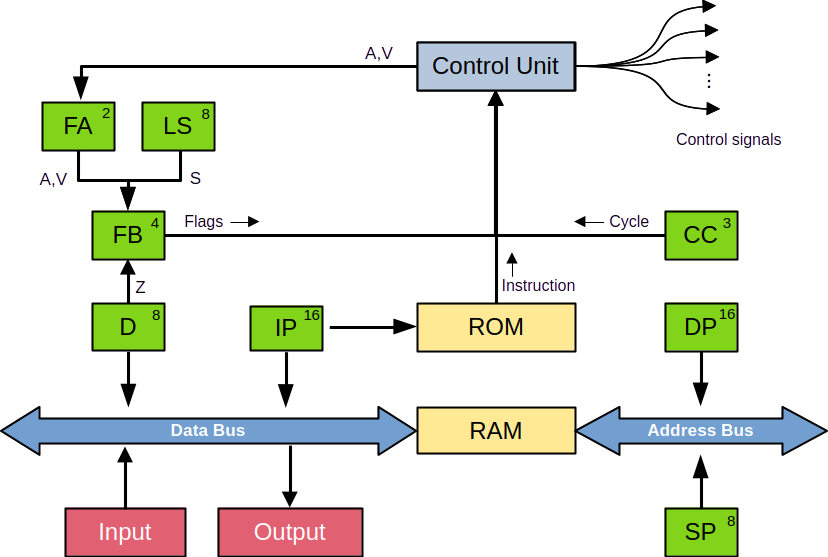 A,V
Control Unit
FA 2
LS 8
Control signals
A,V
S
FB 4
Flags
Cycle
CC 3
Z
Instruction
D 8
IP 16
ROM
DP 16
Data Bus
RAM
Address Bus
Input
Output
SP 8